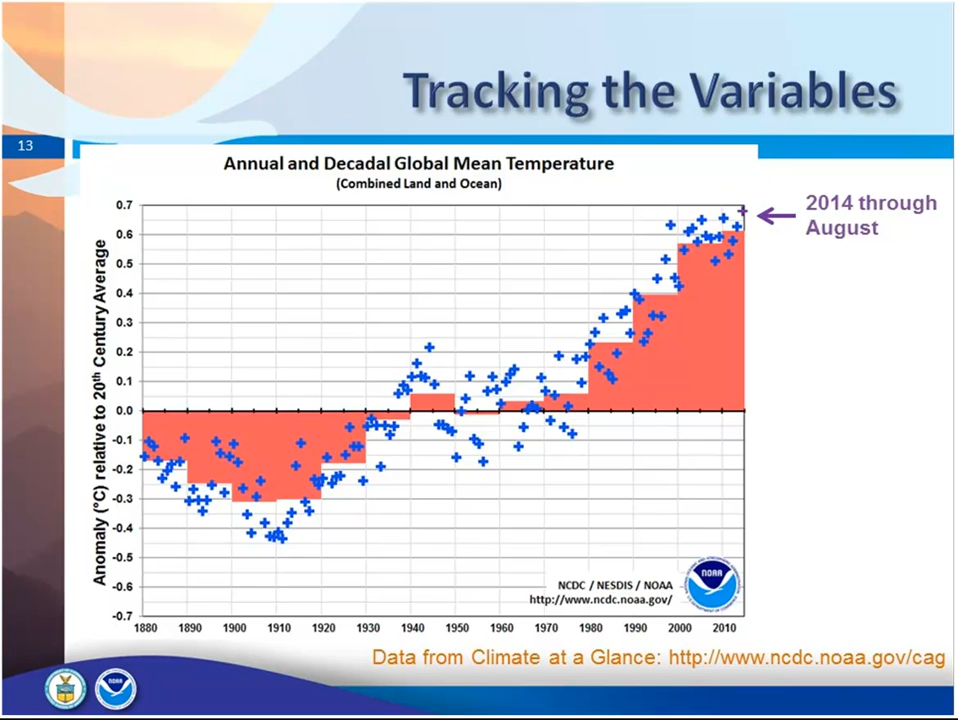 Tracking the Variables
13
Annual and Decadal Global Mean Temperature
(Combined Land and Ocean)
2014 through
August
Anomaly (°C) relative to 20th Century Average
0.7
0.6
0.5
0.4
0.3
0.2
0.1
0.0
-0.1
-0.2
-0.3
-0.4
-0.5
-0.6
-0.7
NCDC / NESDIS / NOAA
http://www.ncdc.noaa.gov/
NOAA
1880 1890 1900 1910 1920 1930 1940 1950 1960 1970 1980 1990 2000 2010
Data from Climate at a Glance: http://www.ncdc.noaa.gov/cag
NOAA